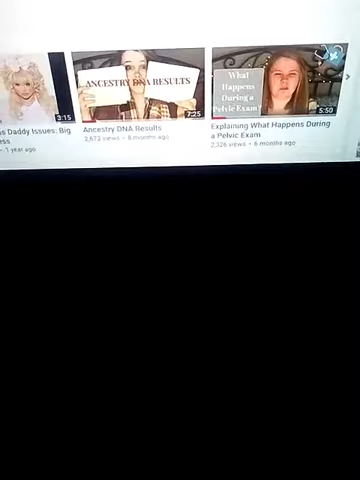 ANCESTRY DNA RESULTS
What
Happens
During a
Pelvic Exam?
3:15
7:25
5:50
s Daddy Issues: Big
ess
1 year ago
Ancestry DNA Results
2,672 views • 8 months ago
Explaining What Happens During
a Pelvic Exam
2,326 views • 6 months ago